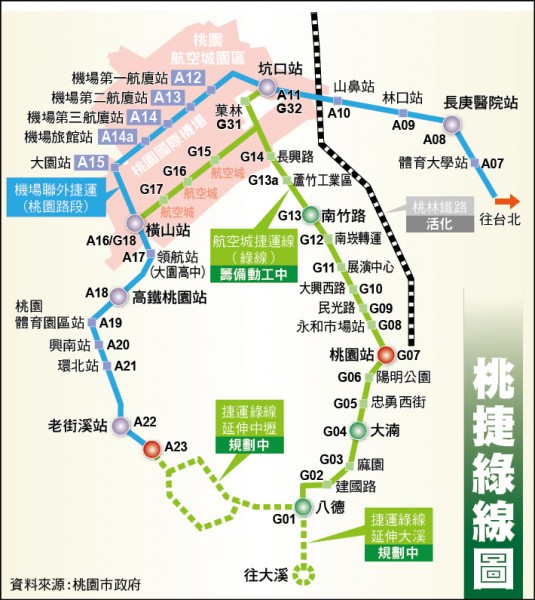 桃園
航空城園區
坑口站
機場第一航廈站 A12
機場第二航廈站 A13
機場第三航廈站 A14
機場旅館站 A14a
大園站 A15
桃園國際機場
菓林
G31
A11
G32
山鼻站
A10
林口站
A09
長庚醫院站
A08
體育大學站 A07
往台北
G15
航空城
G16
航空城
G17
航空城
G14 長興路
G13a 蘆竹工業區
機場聯外捷運
(桃園路段)
橫山站
A16/G18
A17 領航站
(大園高中)
航空城捷運線
(綠線)
籌備動工中
G13 南竹路
G12 南崁轉運
G11 展演中心
大興西路 G10
民光路 G09
永和市場站 G08
桃林鐵路
活化
A18 高鐵桃園站
桃園
體育園區站 A19
興南站 A20
環北站 A21
桃園站 G07
G06 陽明公園
G05 忠勇西街
G04 大湳
G03 麻園
G02 建國路
G01 八德
老街溪站 A22
A23
捷運綠線
延伸中壢
規劃中
捷運綠線
延伸大溪
規劃中
往大溪
桃捷綠線圖
資料來源:桃園市政府